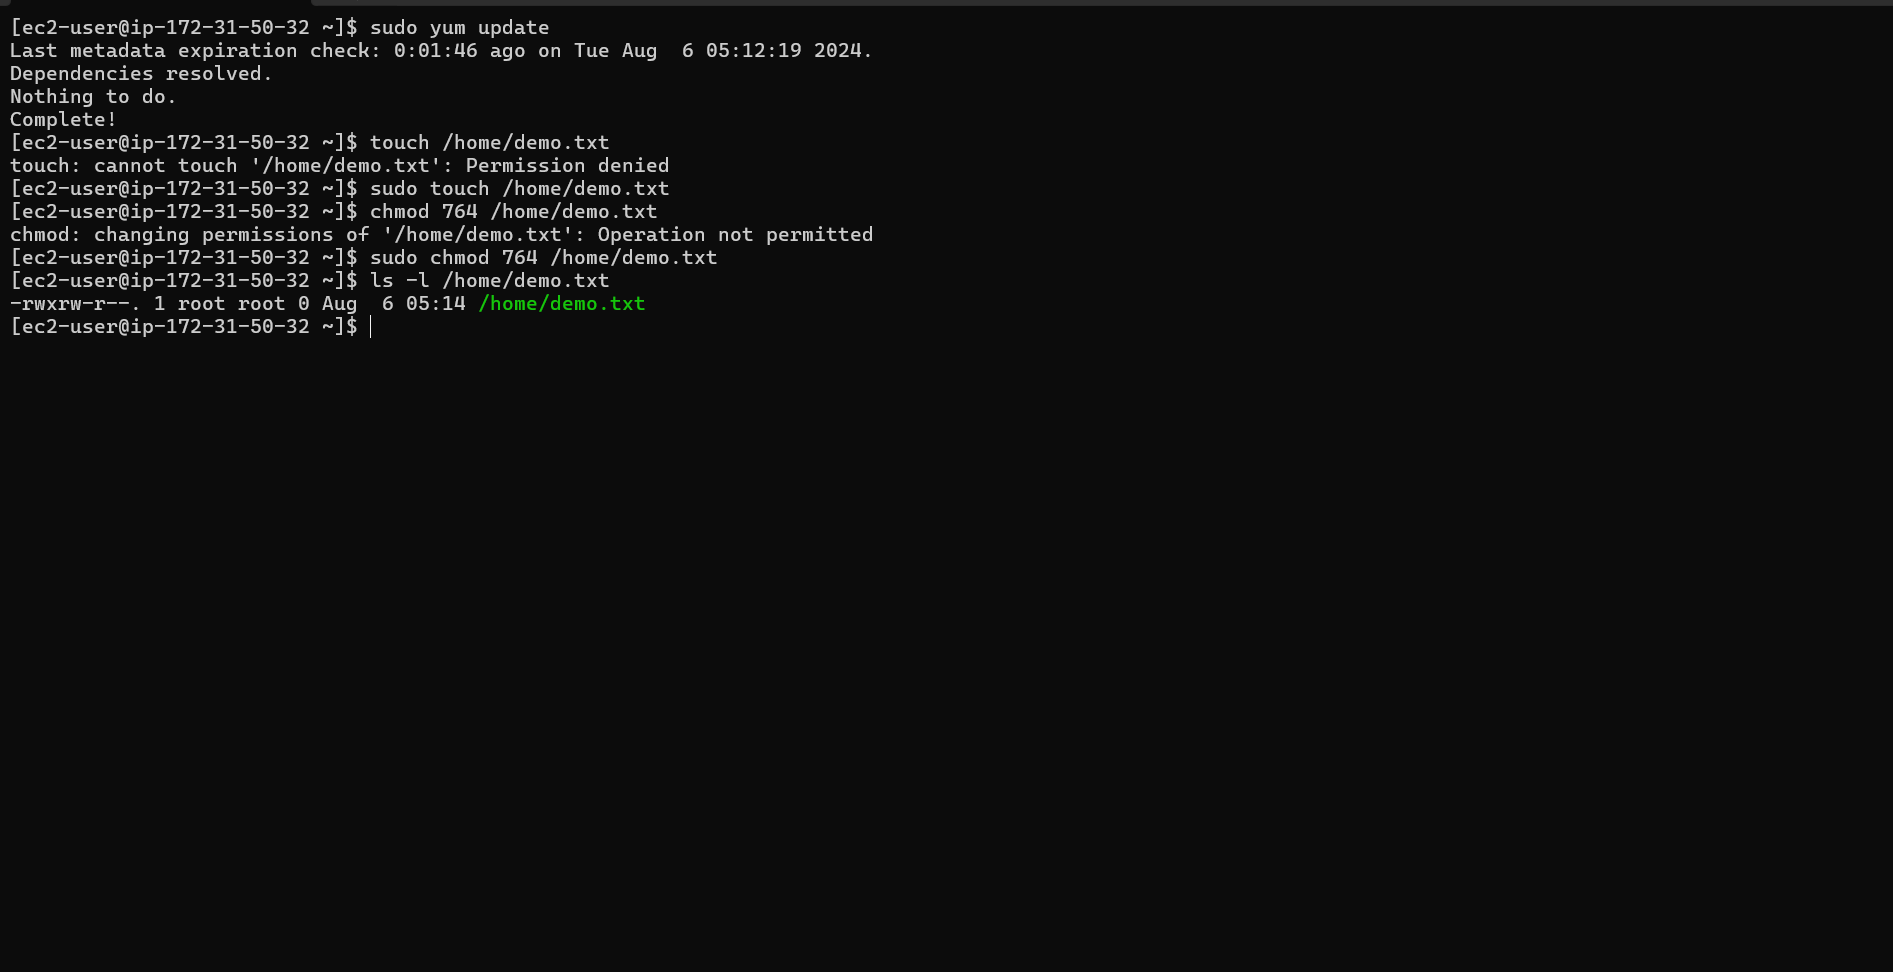 [ec2-user@ip-172-31-50-32 ~]$ sudo yum update
Last metadata expiration check: 0:01:46 ago on Tue Aug  6 05:12:19 2024.
Dependencies resolved.
Nothing to do.
Complete!
[ec2-user@ip-172-31-50-32 ~]$ touch /home/demo.txt
touch: cannot touch '/home/demo.txt': Permission denied
[ec2-user@ip-172-31-50-32 ~]$ sudo touch /home/demo.txt
[ec2-user@ip-172-31-50-32 ~]$ chmod 764 /home/demo.txt
chmod: changing permissions of '/home/demo.txt': Operation not permitted
[ec2-user@ip-172-31-50-32 ~]$ sudo chmod 764 /home/demo.txt
[ec2-user@ip-172-31-50-32 ~]$ ls -l /home/demo.txt
-rwxrw-r--. 1 root root 0 Aug  6 05:14 /home/demo.txt
[ec2-user@ip-172-31-50-32 ~]$